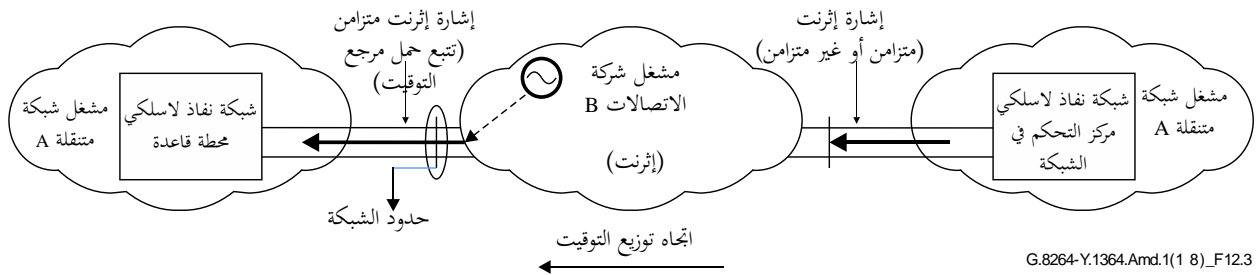 إشارة إثرنت
(متزامن أو غير متزامن)
إشارة إثرنت متزامن
(تتبع حمل مرجع
التوقيت)
مشغل شبكة
متنقلة A
شبكة نفاذ لاسلكي
مركز التحكم في
الشبكة
مشغل شركة
الاتصالات B
(إثرنت)
شبكة نفاذ لاسلكي
محطة قاعدة
مشغل شبكة
متنقلة A
حدود الشبكة
اتجاه توزيع التوقيت
G.8264-Y.1364.Amd.1(1 8)_F12.3